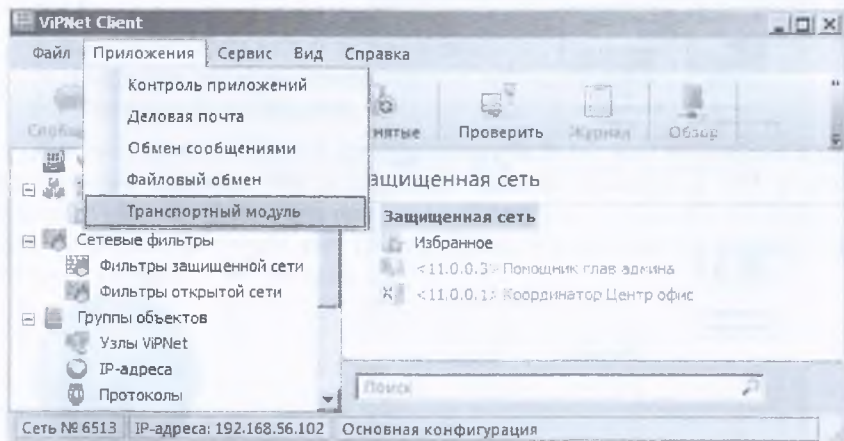 ViPNet Client
Файл Приложения Сервис Вид Справка
Контроль приложений
Деловая почта
Обмен сообщениями
Файловый обмен
Транспортный модуль
нятые Проверить Журнал Обзор
ащищенная сеть
Защищенная сеть
Избранное
<11.0.0.3> Помощник глав админа
<11.0.0.1> Координатор Центр офис
Сетевые фильтры
Фильтры защищенной сети
Фильтры открытой сети
Группы объектов
Узлы ViPNet
IP-адреса
Протоколы
Поиск
Сеть № 6513 IP-адреса: 192.168.56.102 Основная конфигурация